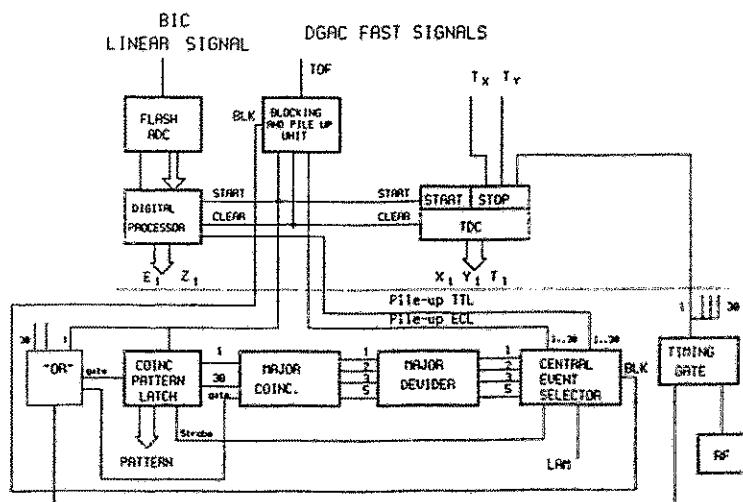 BIC
LINEAR SIGNAL
DGAC FAST SIGNALS
TOF
TX TY
FLASH
ADC
BLK
BLOCKING
AND PILE UP
UNIT
START
START
START
STOP
DIGITAL
PROCESSOR
CLEAR
CLEAR
TDC
E1 Z1
X1 Y1 T1
Pile-up TTL
Pile-up ECL
1
30
30
1
1..30
1..30
"OR"
gate
COINC
PATTERN
LATCH
1
30
gate
MAJOR
COINC.
1
2
3
5
MAJOR
DEVIDER
1
2
3
5
CENTRAL
EVENT
SELECTOR
BLK
TIMING
GATE
Strobe
PATTERN
LAM
RF